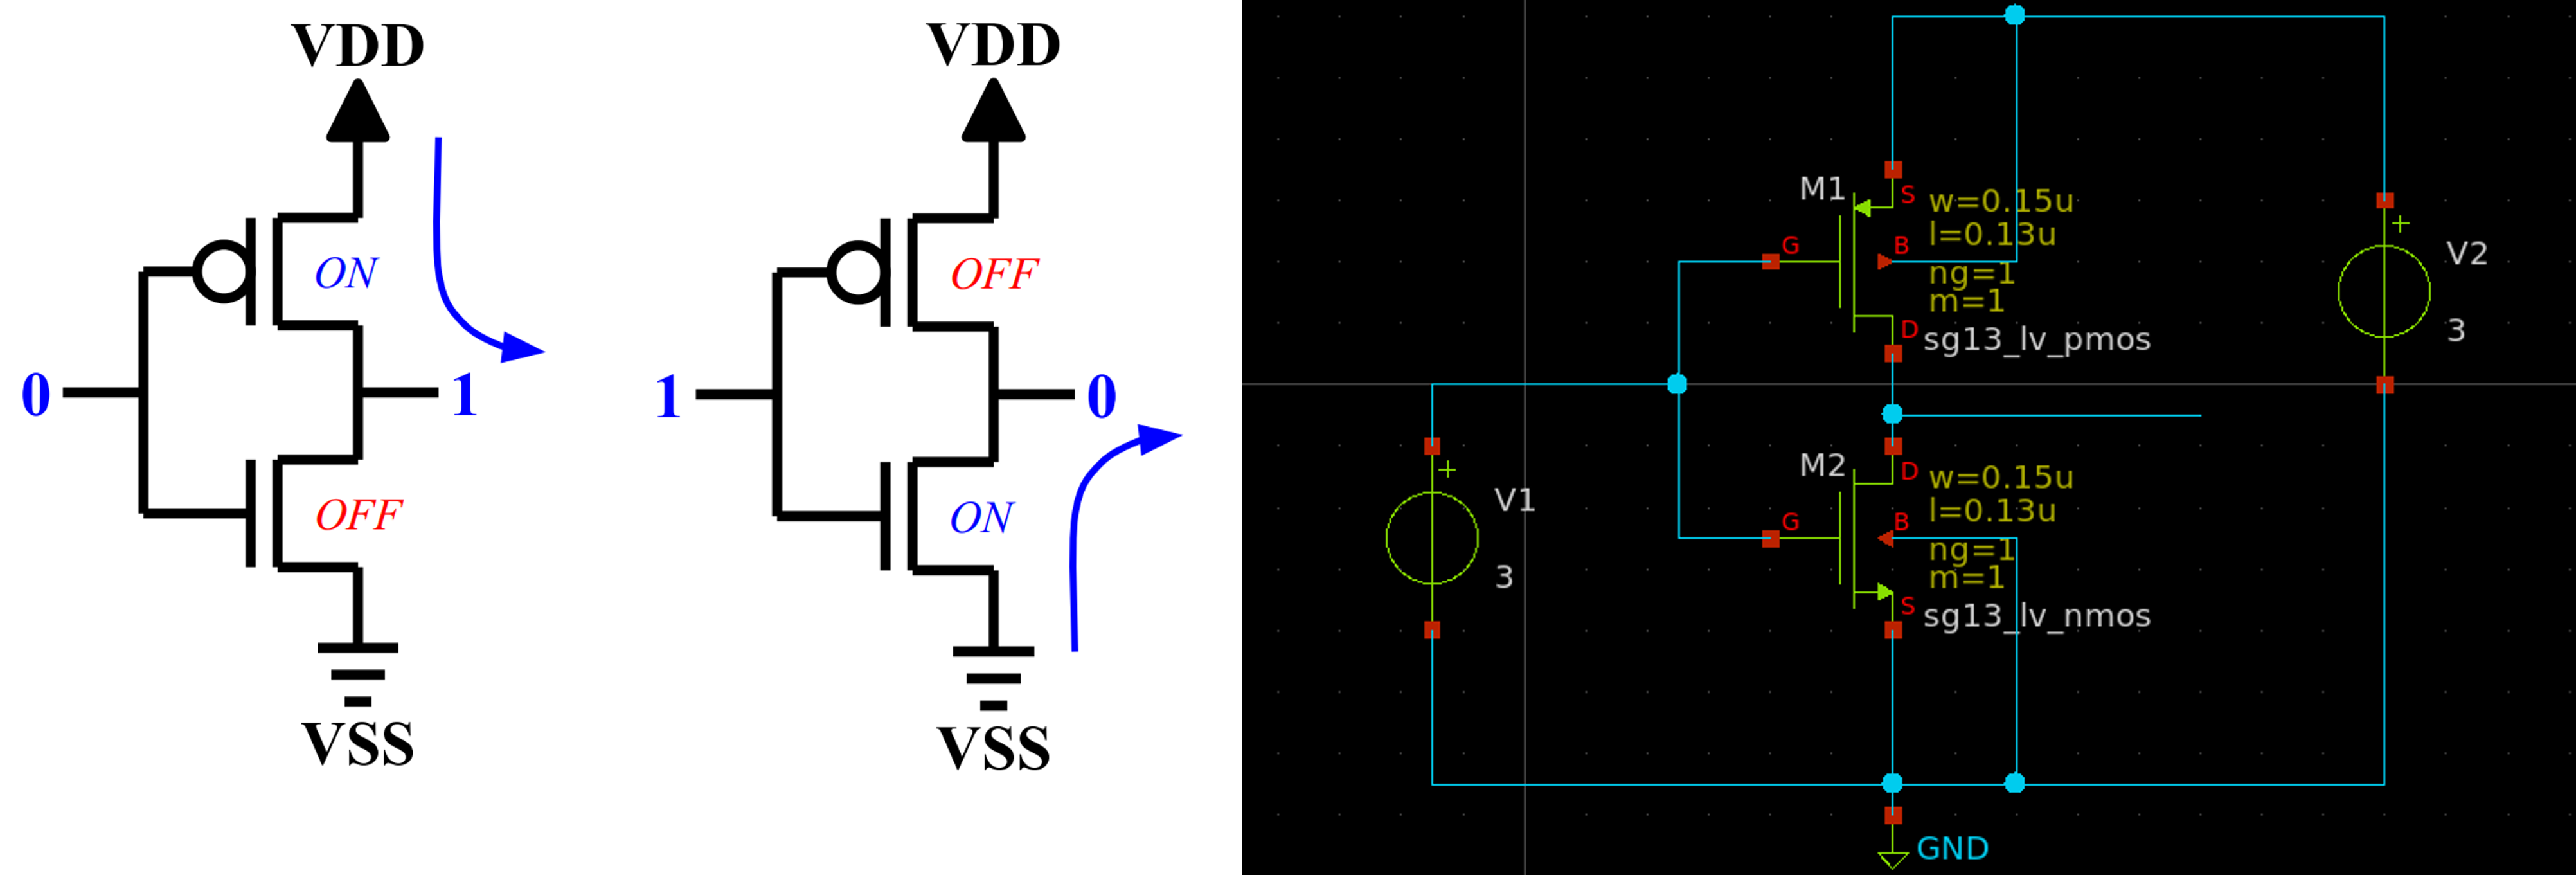 VDD
ON
0
1
OFF
VSS
VDD
OFF
1
0
ON
VSS
M1
S
w=0.15u
l=0.13u
G
B
ng=1
m=1
D
sg13_lv_pmos
+
V2
3
M2
D
w=0.15u
l=0.13u
G
B
ng=1
m=1
S
sg13_lv_nmos
+
V1
3
GND